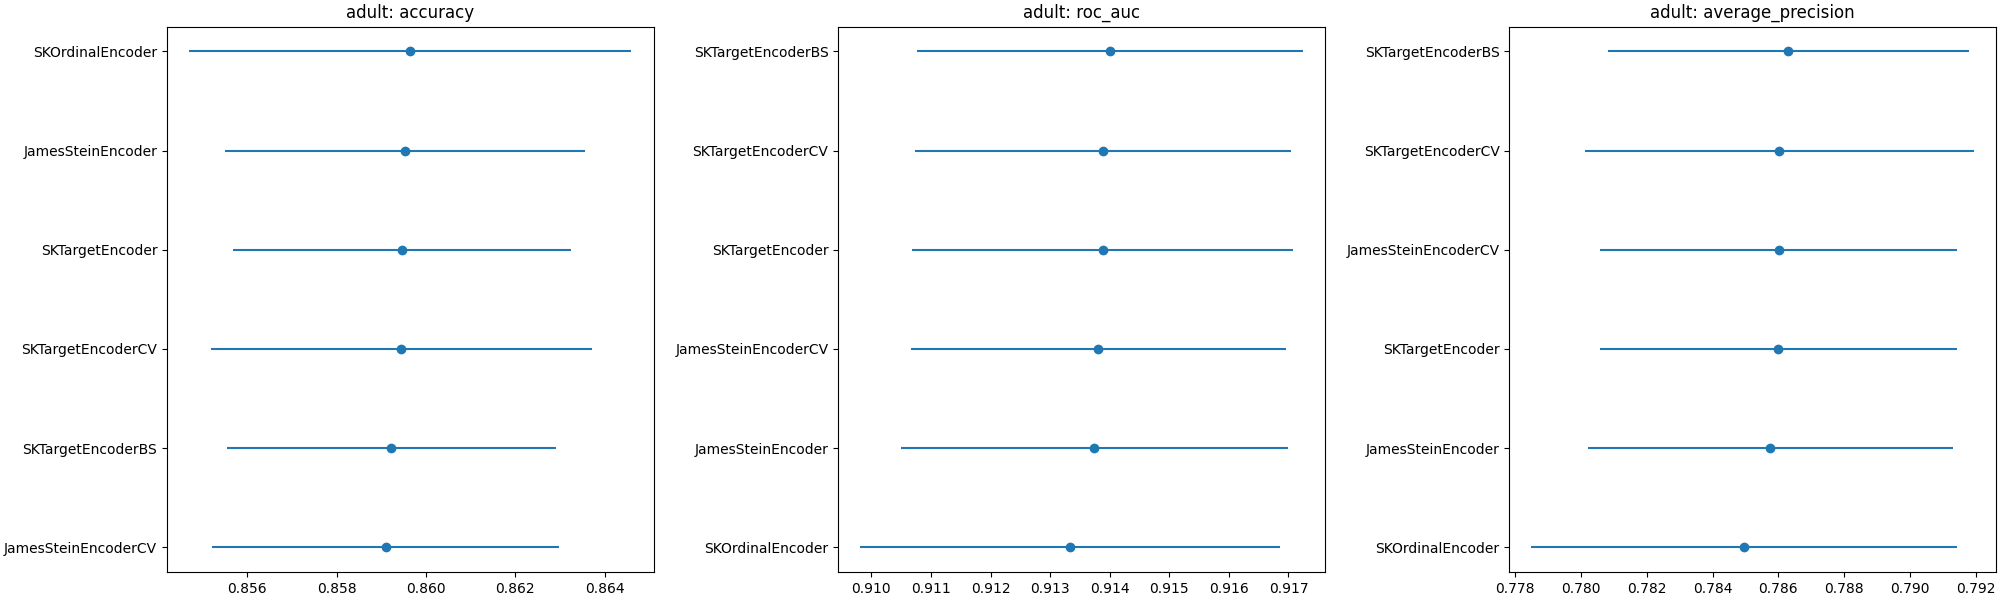 adult: accuracy
SKOrdinalEncoder
JamesSteinEncoder
SKTargetEncoder
SKTargetEncoderCV
SKTargetEncoderBS
JamesSteinEncoderCV
0.856 0.858 0.860 0.862 0.864
adult: roc_auc
SKTargetEncoderBS
SKTargetEncoderCV
SKTargetEncoder
JamesSteinEncoderCV
JamesSteinEncoder
SKOrdinalEncoder
0.910 0.911 0.912 0.913 0.914 0.915 0.916 0.917
adult: average_precision
SKTargetEncoderBS
SKTargetEncoderCV
JamesSteinEncoderCV
SKTargetEncoder
JamesSteinEncoder
SKOrdinalEncoder
0.778 0.780 0.782 0.784 0.786 0.788 0.790 0.792